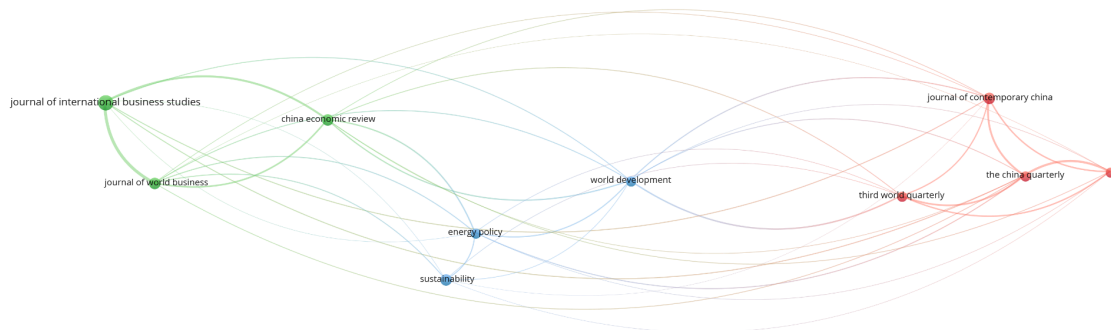 journal of international business studies
china economic review
journal of world business
world development
energy policy
sustainability
journal of contemporary china
the china quarterly
third world quarterly